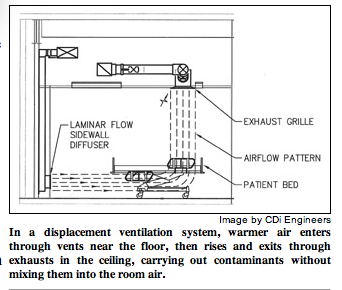 EXHAUST GRILLE
LAMINAR FLOW
SIDEWALL
DIFFUSER
AIRFLOW PATTERN
PATIENT BED
Image by CDi Engineers
In a displacement ventilation system, warmer air enters
through vents near the floor, then rises and exits through
exhausts in the ceiling, carrying out contaminants without
mixing them into the room air.